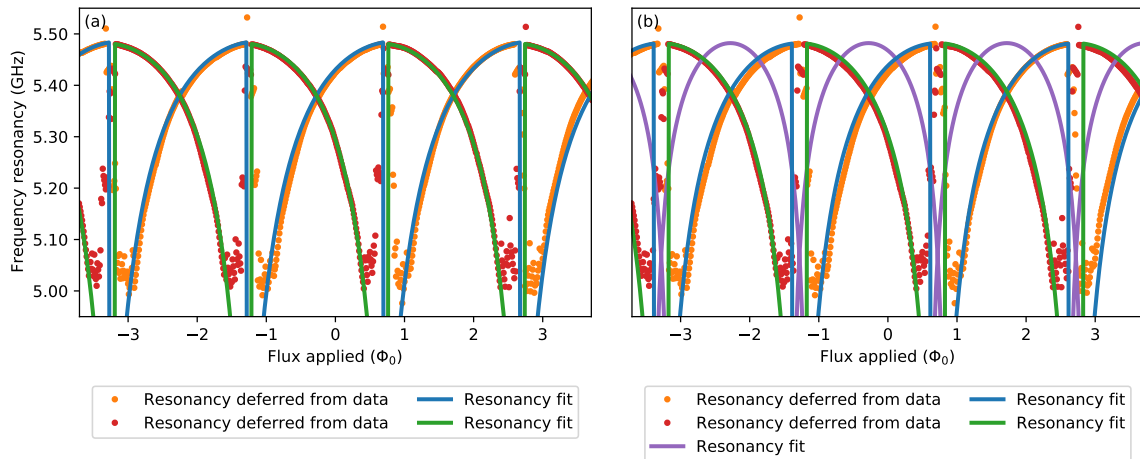 (a)
Frequency resonancy (GHz)
5.50
5.40
5.30
5.20
5.10
5.00
−3 −2 −1 0 1 2 3
Flux applied (Φ₀)
Resonancy deferred from data Resonancy fit
Resonancy deferred from data Resonancy fit
(b)
−3 −2 −1 0 1 2 3
Flux applied (Φ₀)
Resonancy deferred from data Resonancy fit
Resonancy deferred from data Resonancy fit
Resonancy fit